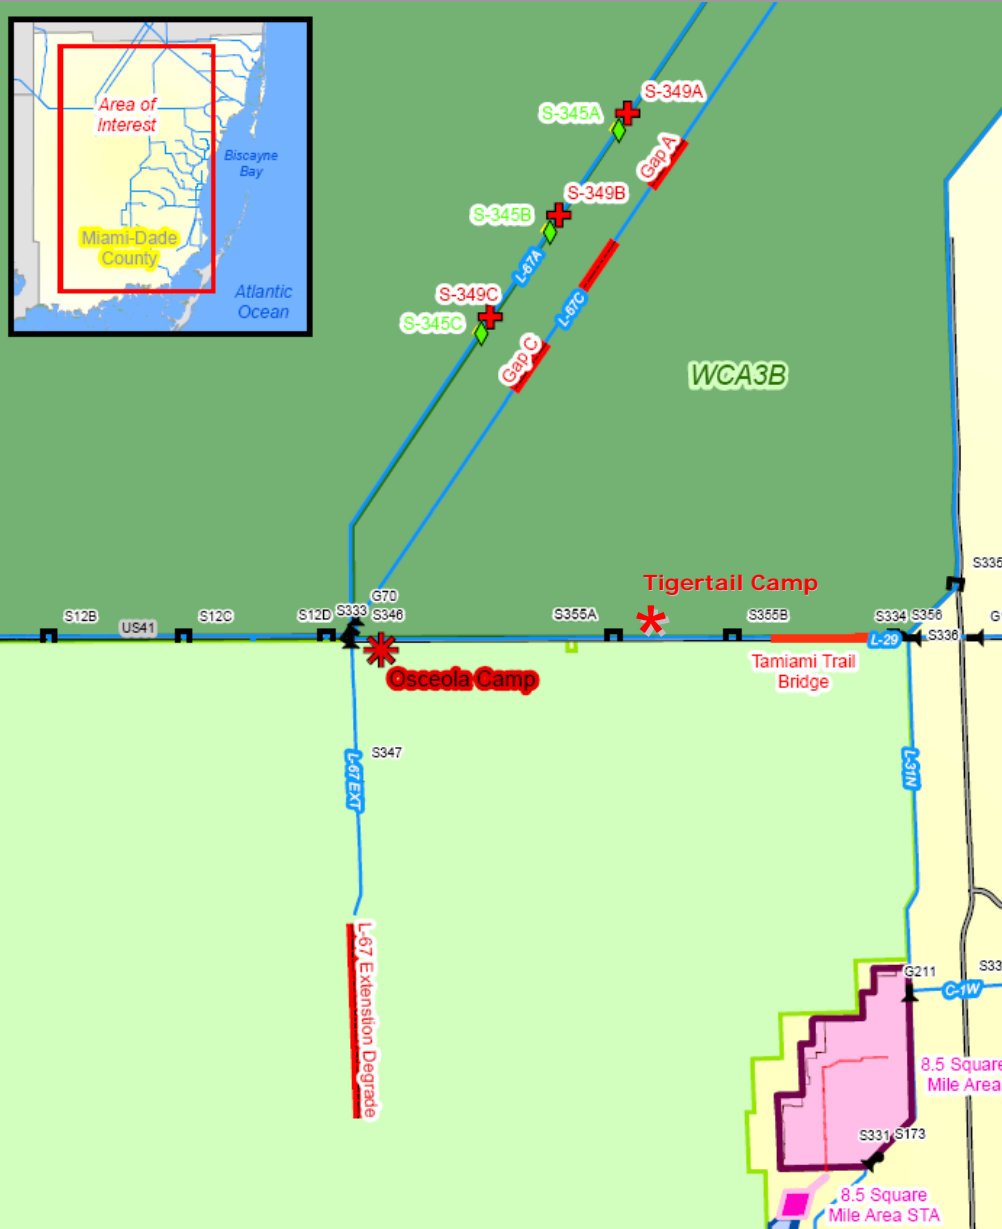 Area of
Interest
Biscayne
Bay
Miami-Dade
County
Atlantic
Ocean
S-349A
S-345A
Gap A
S-349B
S-345B
L-67A
S-349C
L-67C
S-345C
Gap C
WCA3B
S335
Tigertail Camp
G70
S12B
S12C
S12D
S333
S346
S355A
S355B
S334
S356
G
US41
L-29
S336
Tamiami Trail
Bridge
Osceola Camp
S347
L-67 EXT
L-31N
L-67 Extenstion Degrade
G211
S33
C-1W
8.5 Square
Mile Area
S331
S173
8.5 Square
Mile Area STA